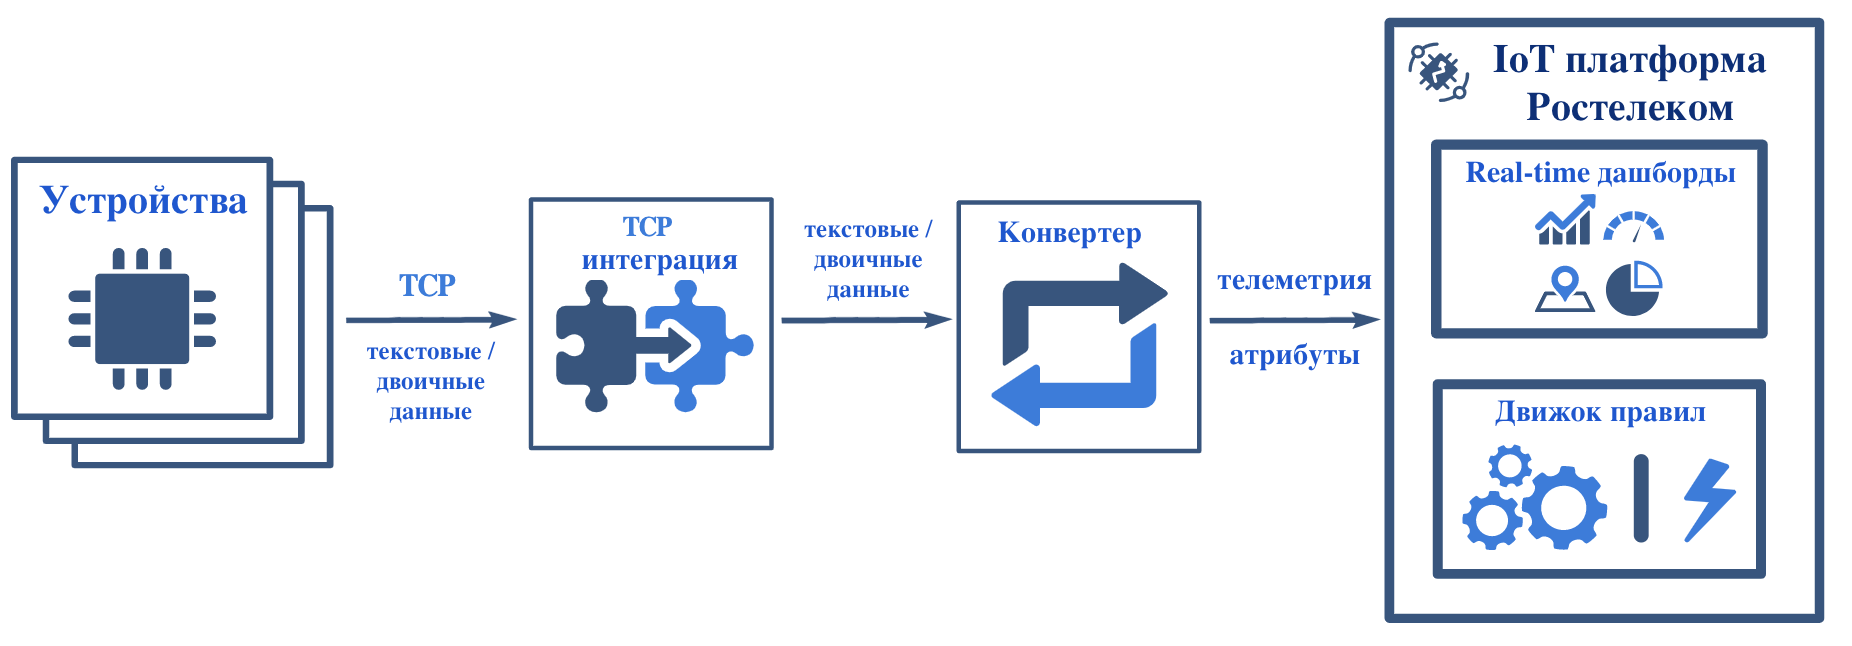 Устройства
TCP
текстовые /
двоичные
данные
TCP
интеграция
текстовые /
двоичные
данные
Конвертер
телеметрия
атрибуты
IoT платформа
Ростелеком
Real-time дашборды
Движок правил